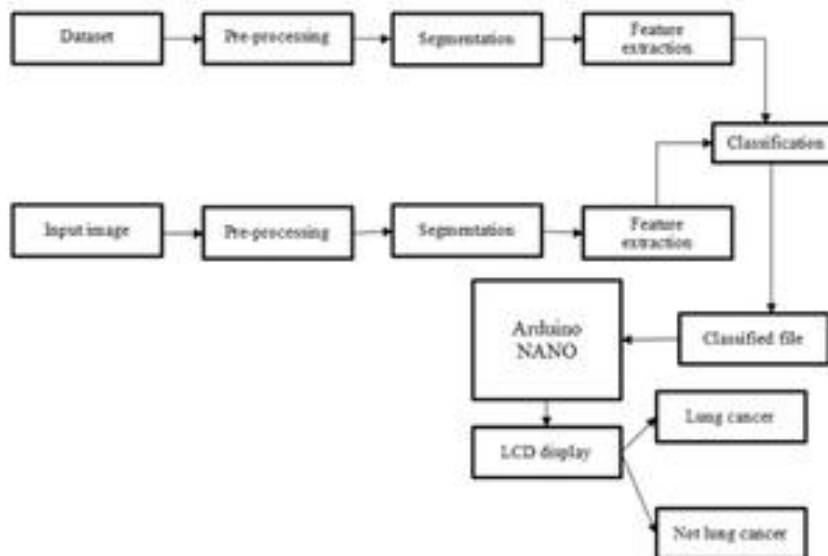 Dataset
Pre-processing
Segmentation
Feature
extraction
Classification
Input image
Pre-processing
Segmentation
Feature
extraction
Arduino
NANO
Classified file
LCD display
Lung cancer
Not lung cancer